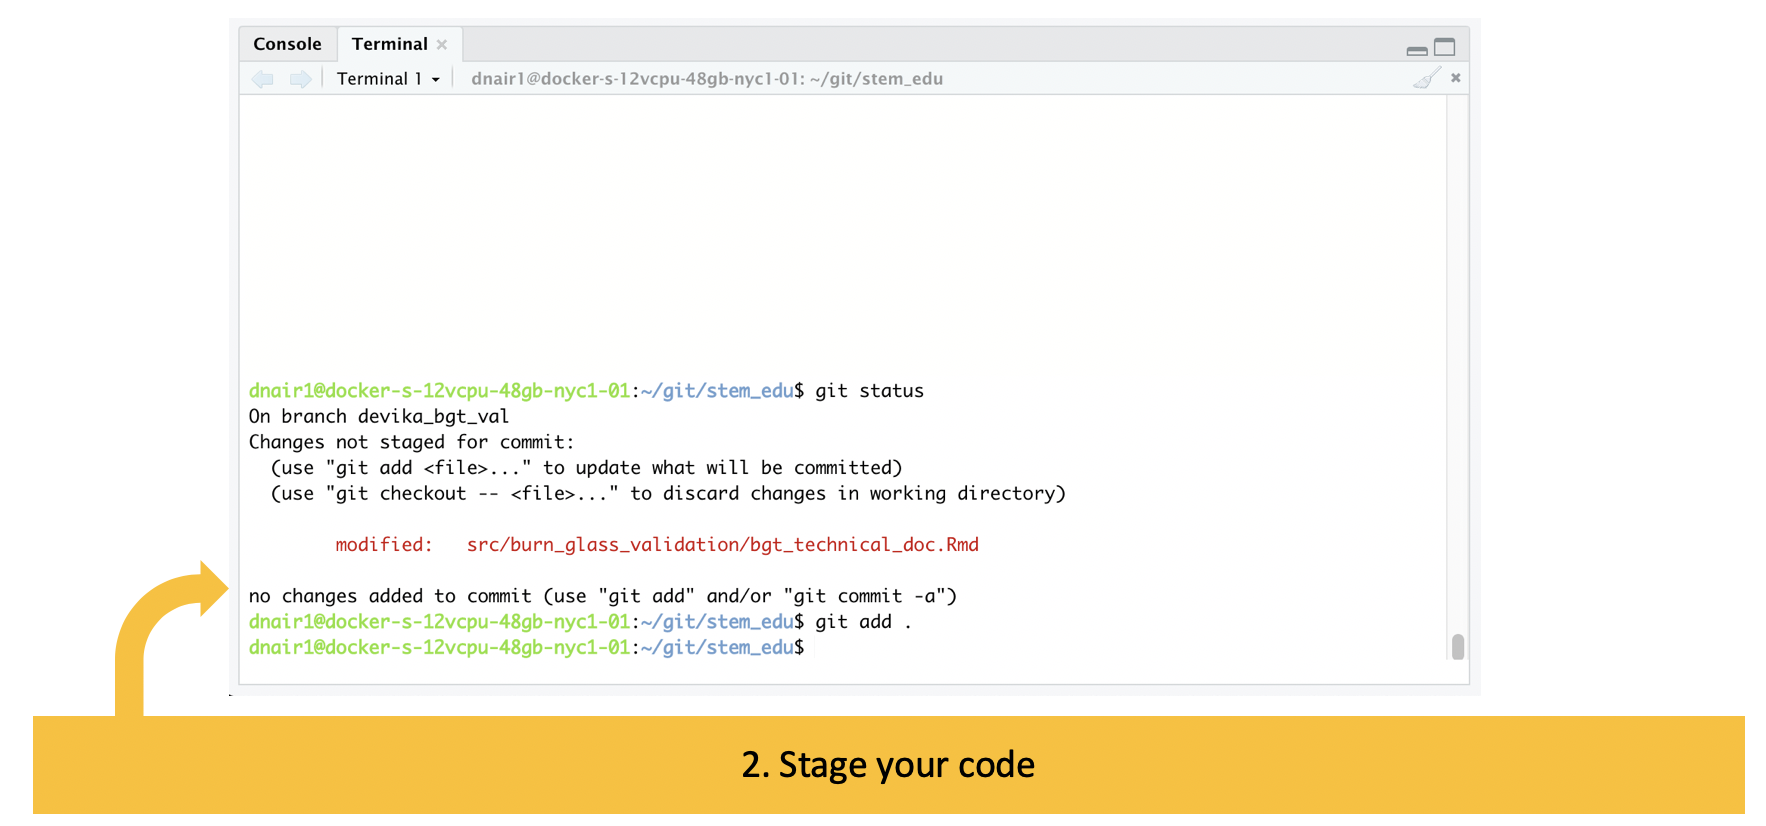 Console Terminal
Terminal 1 dnair1@docker-s-12vcpu-48gb-nyc1-01: ~/git/stem_edu
dnair1@docker-s-12vcpu-48gb-nyc1-01:~/git/stem_edu$ git status
On branch devika_bgt_val
Changes not staged for commit:
  (use "git add <file>..." to update what will be committed)
  (use "git checkout -- <file>..." to discard changes in working directory)
        modified:   src/burn_glass_validation/bgt_technical_doc.Rmd
no changes added to commit (use "git add" and/or "git commit -a")
dnair1@docker-s-12vcpu-48gb-nyc1-01:~/git/stem_edu$ git add .
dnair1@docker-s-12vcpu-48gb-nyc1-01:~/git/stem_edu$
2. Stage your code